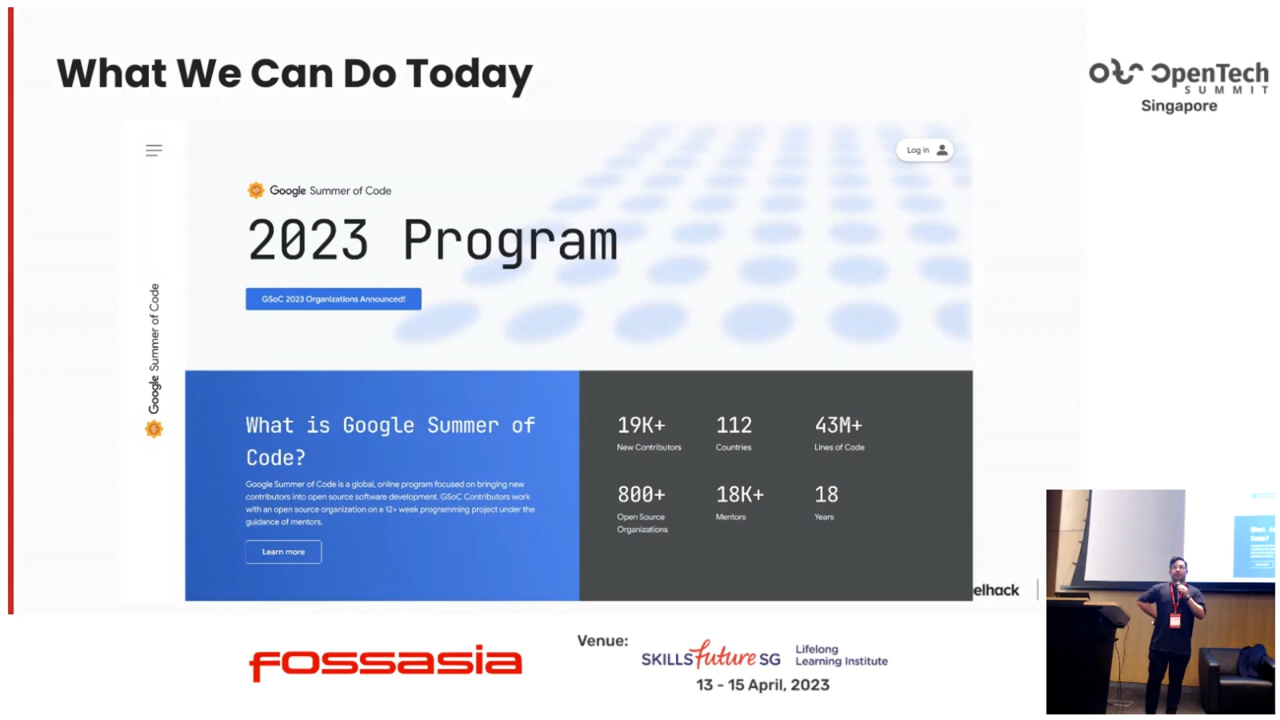 What We Can Do Today
OpenTech
SUMMIT
Singapore
Log in
Google Summer of Code
2023 Program
GSoC 2023 Organizations Announced!
Google Summer of Code
What is Google Summer of
Code?
Google Summer of Code is a global, online program focused on bringing new
contributors into open source software development. GSoC Contributors work
with an open source organization on a 12+ week programming project under the
guidance of mentors.
Learn more
19K+ 112 43M+
New Contributors Countries Lines of Code
800+ 18K+ 18
Open Source Mentors Years
Organizations
elhack
fossasia
Venue:
SKILLSfuture SG
Lifelong
Learning Institute
13 - 15 April, 2023